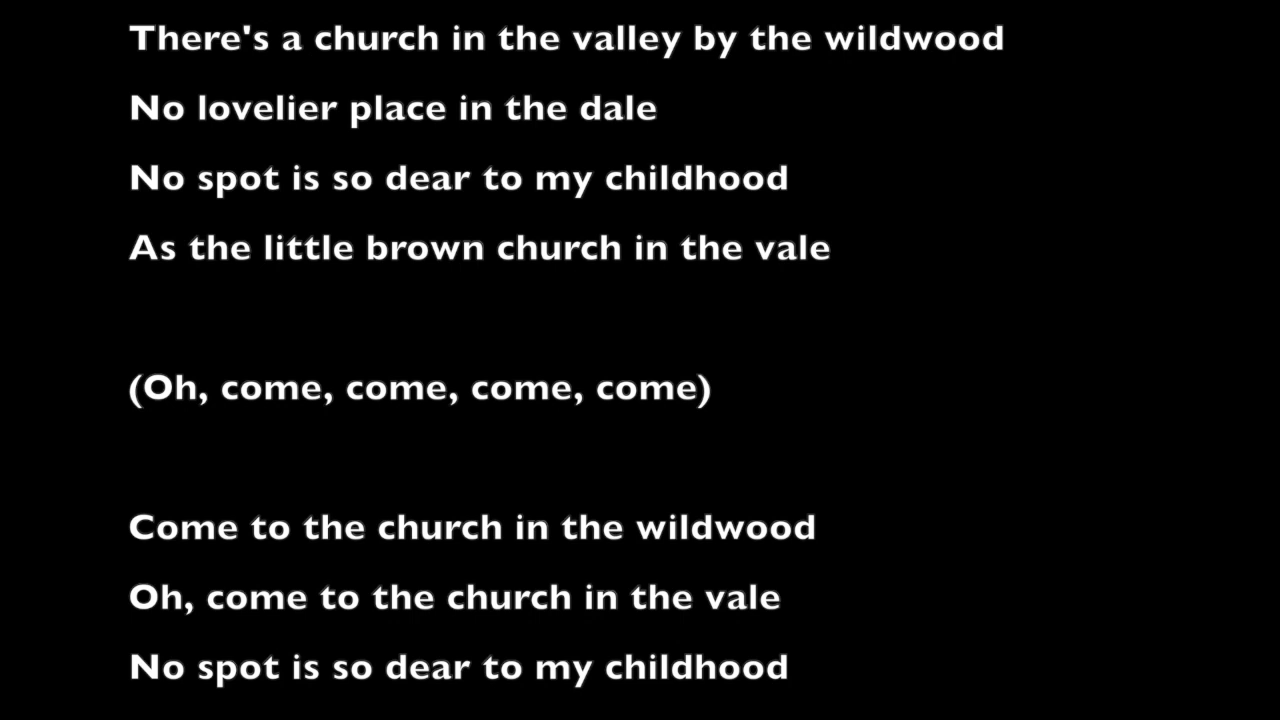 There's a church in the valley by the wildwood
No lovelier place in the dale
No spot is so dear to my childhood
As the little brown church in the vale
(Oh, come, come, come, come)
Come to the church in the wildwood
Oh, come to the church in the vale
No spot is so dear to my childhood